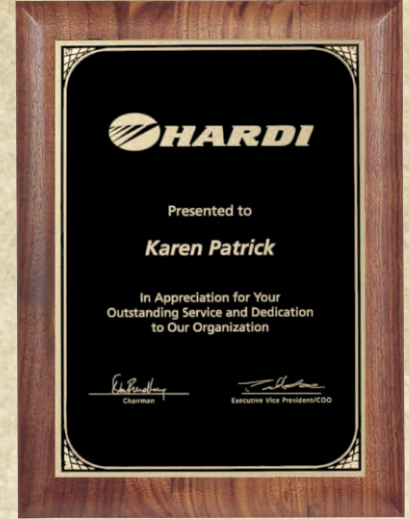 HARDI
Presented to
Karen Patrick
In Appreciation for Your
Outstanding Service and Dedication
to Our Organization
Chairman
Executive Vice President/COO